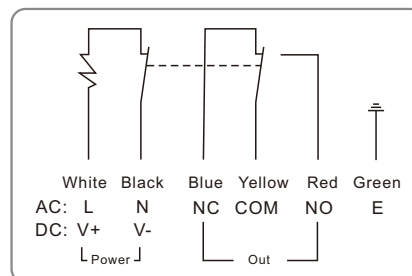 White Black Blue Yellow Red Green
AC: L N NC COM NO E
DC: V+ V-
Power Out